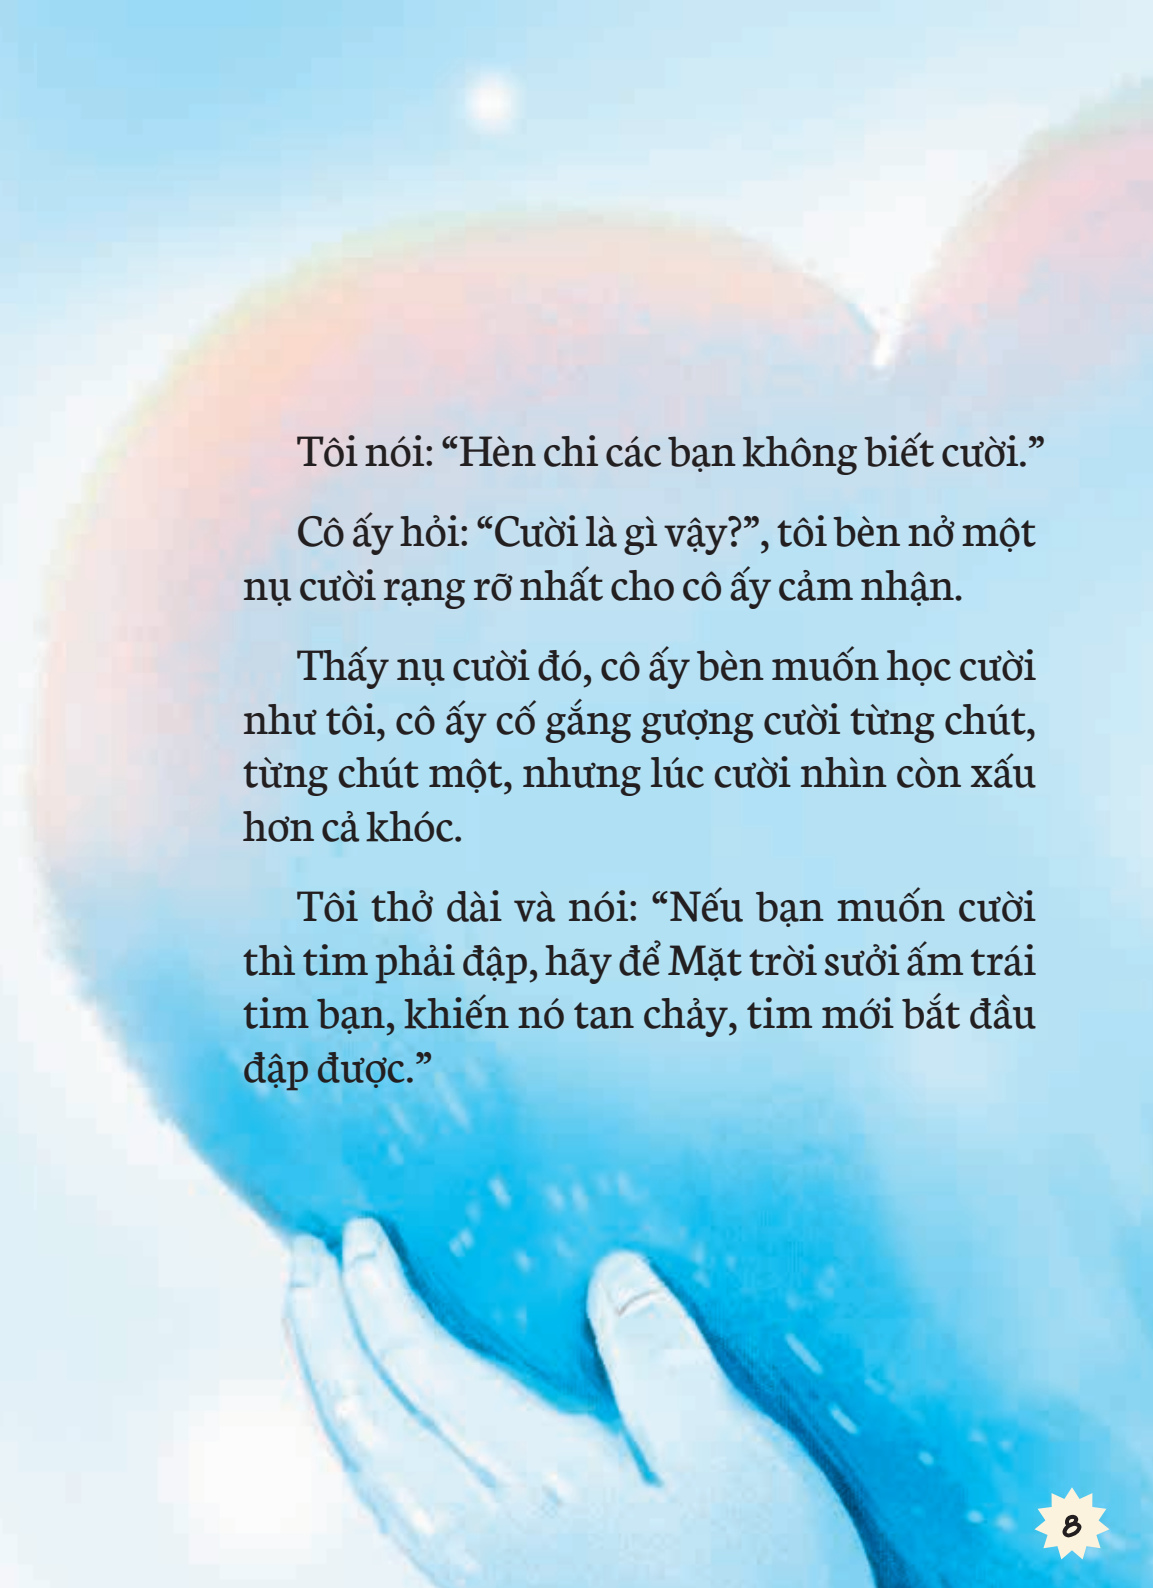 Tôi nói: “Hèn chi các bạn không biết cười.”
Cô ấy hỏi: “Cười là gì vậy?”, tôi bèn nở một
nụ cười rạng rỡ nhất cho cô ấy cảm nhận.
Thấy nụ cười đó, cô ấy bèn muốn học cười
như tôi, cô ấy cố gắng gượng cười từng chút,
từng chút một, nhưng lúc cười nhìn còn xấu
hơn cả khóc.
Tôi thở dài và nói: “Nếu bạn muốn cười
thì tim phải đập, hãy để Mặt trời sưởi ấm trái
tim bạn, khiến nó tan chảy, tim mới bắt đầu
đập được.”
8